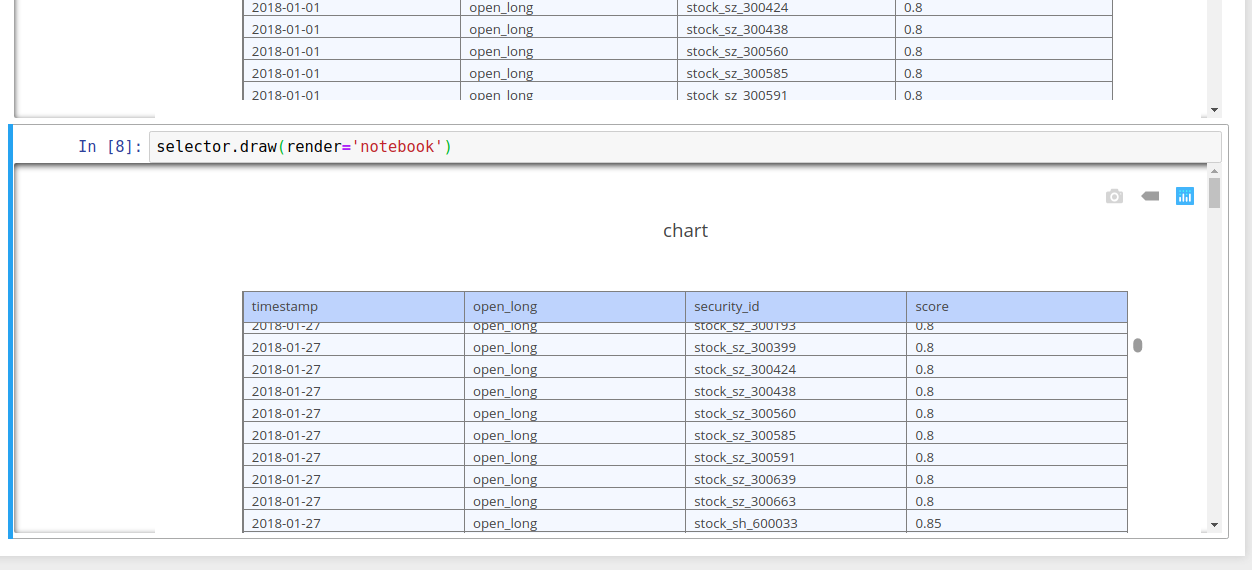 2018-01-01 open_long stock_sz_300424 0.8
2018-01-01 open_long stock_sz_300438 0.8
2018-01-01 open_long stock_sz_300560 0.8
2018-01-01 open_long stock_sz_300585 0.8
2018-01-01 open_long stock_sz_300591 0.8
In [8]: selector.draw(render='notebook')
chart
timestamp open_long security_id score
2018-01-27 open_long stock_sz_300193 0.8
2018-01-27 open_long stock_sz_300399 0.8
2018-01-27 open_long stock_sz_300424 0.8
2018-01-27 open_long stock_sz_300438 0.8
2018-01-27 open_long stock_sz_300560 0.8
2018-01-27 open_long stock_sz_300585 0.8
2018-01-27 open_long stock_sz_300591 0.8
2018-01-27 open_long stock_sz_300639 0.8
2018-01-27 open_long stock_sz_300663 0.8
2018-01-27 open_long stock_sh_600033 0.85